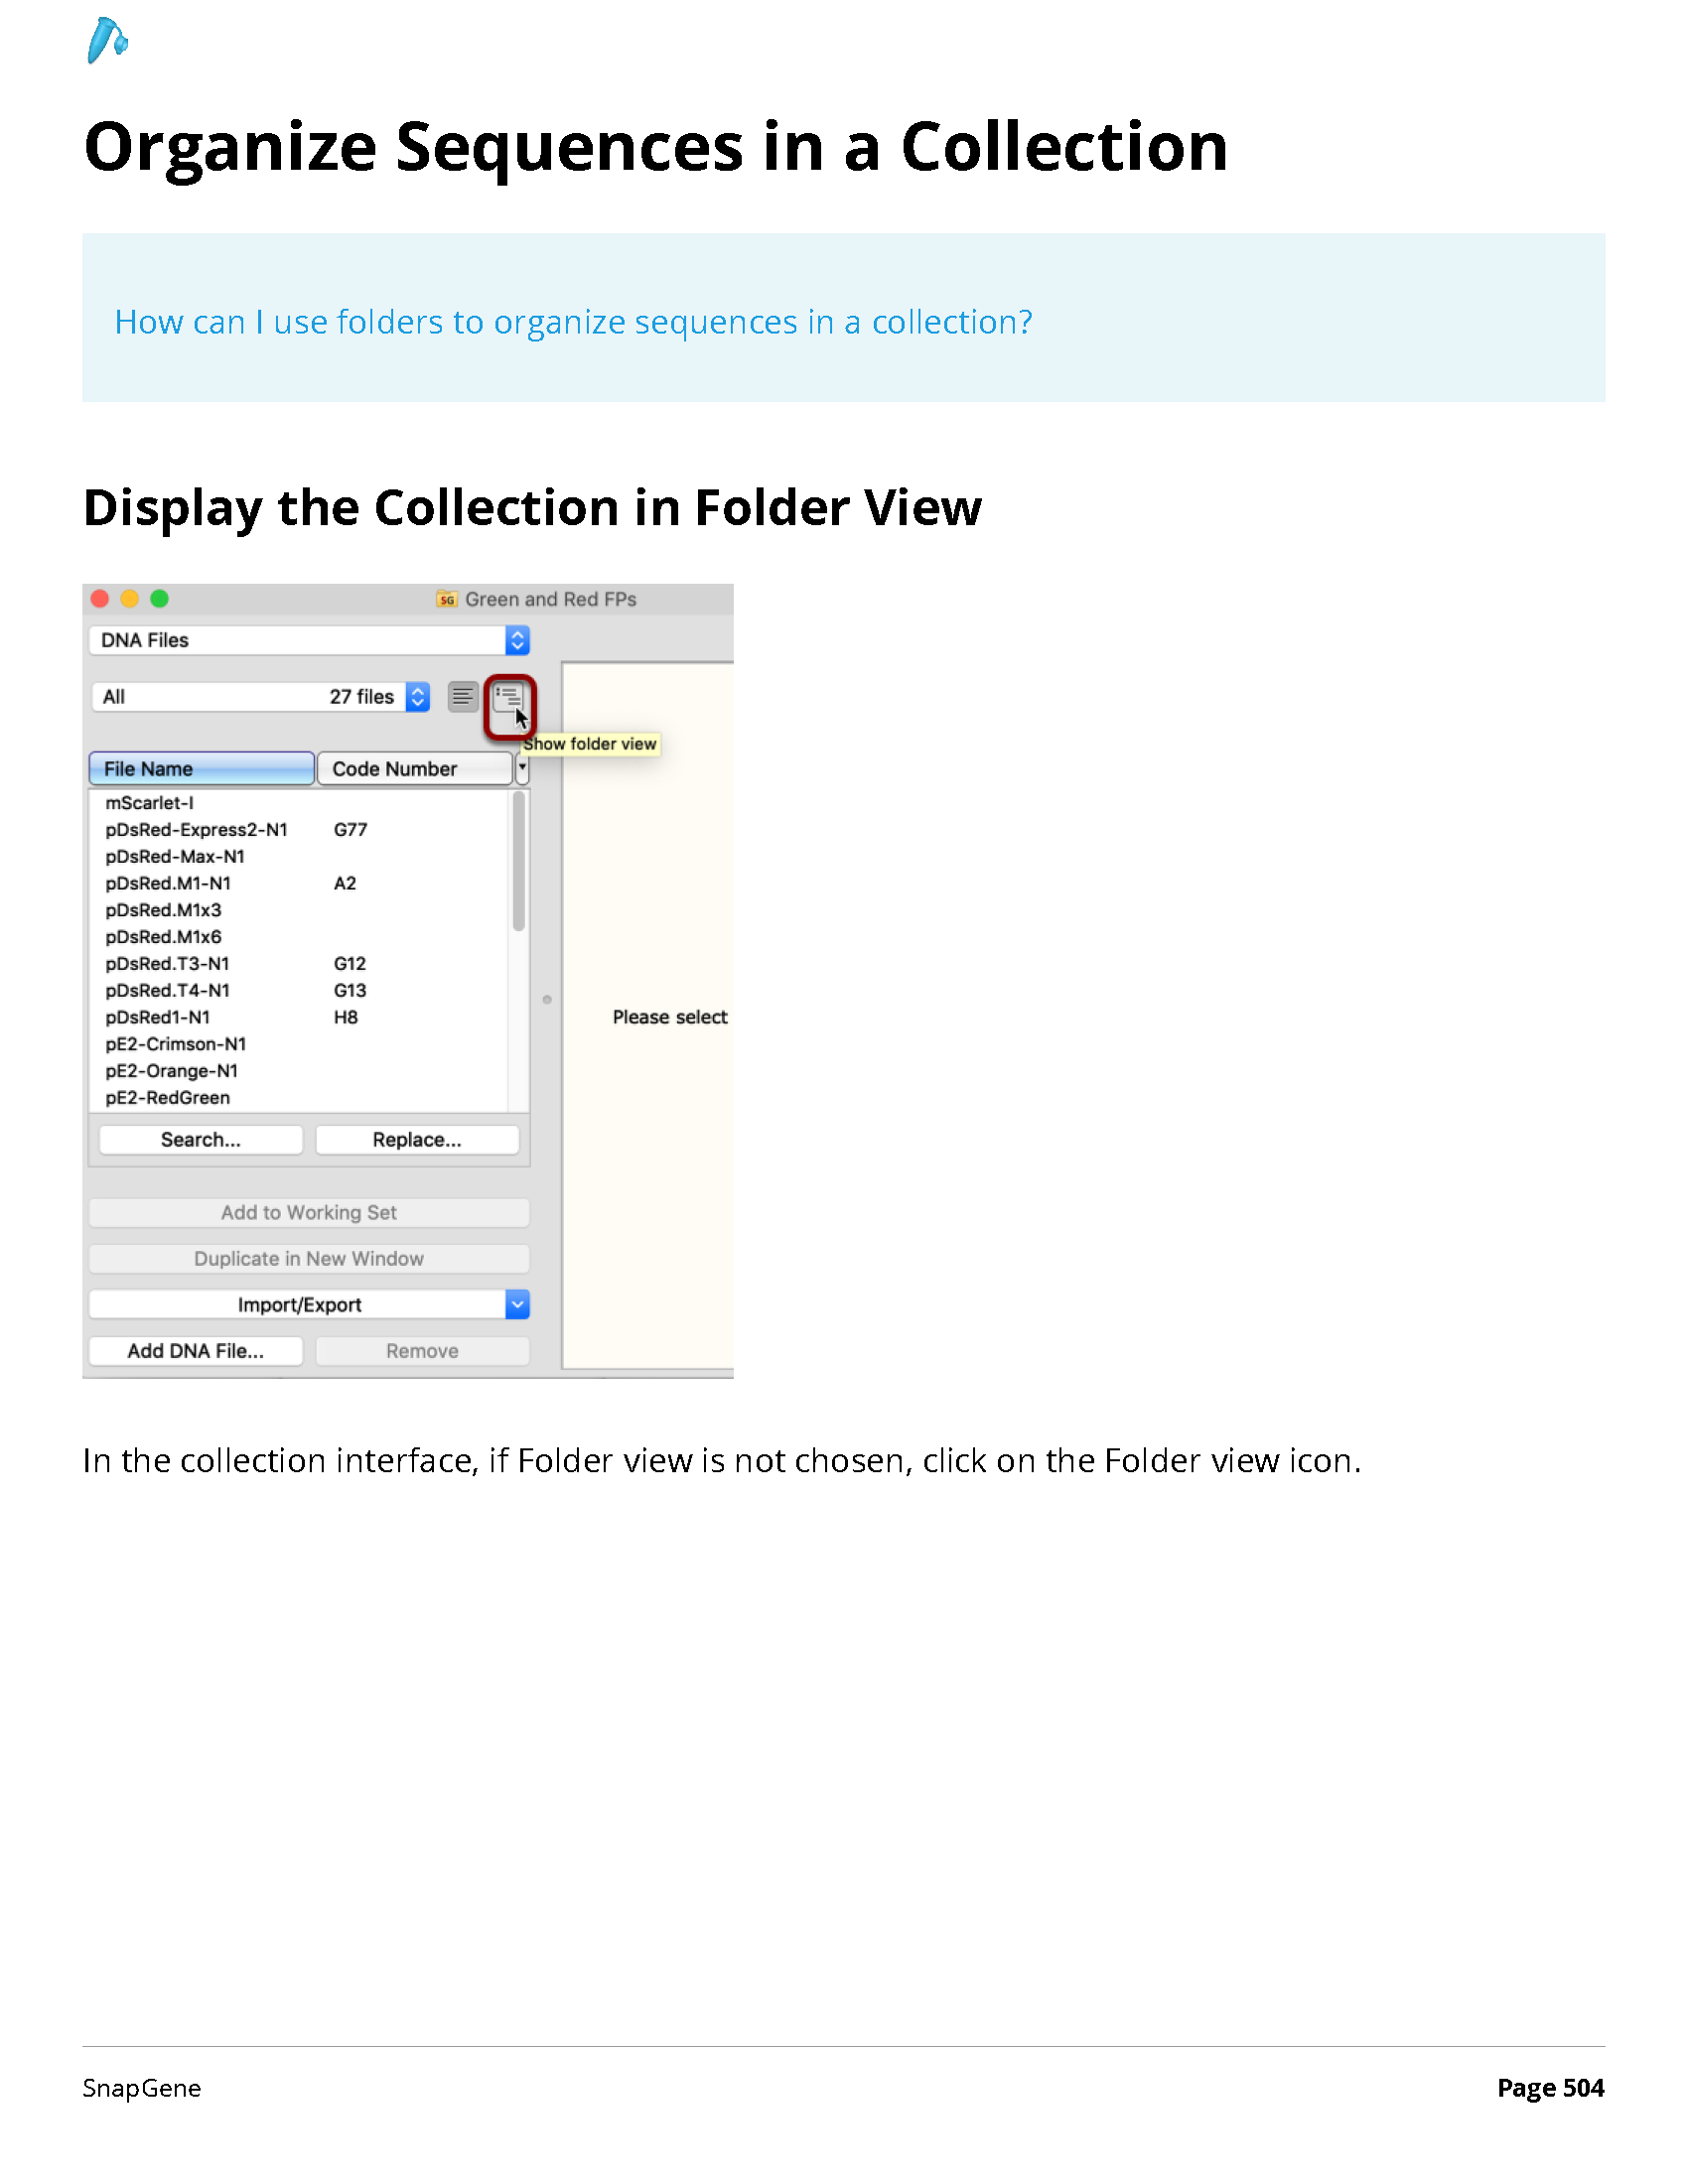 Organize Sequences in a Collection
How can I use folders to organize sequences in a collection?
Display the Collection in Folder View
SG Green and Red FPs
DNA Files
All 27 files
Show folder view
File Name Code Number
mScarlet-I
pDsRed-Express2-N1 G77
pDsRed-Max-N1
pDsRed.M1-N1 A2
pDsRed.M1x3
pDsRed.M1x6
pDsRed.T3-N1 G12
pDsRed.T4-N1 G13
pDsRed1-N1 H8
Please select
pE2-Crimson-N1
pE2-Orange-N1
pE2-RedGreen
Search... Replace...
Add to Working Set
Duplicate in New Window
Import/Export
Add DNA File... Remove
In the collection interface, if Folder view is not chosen, click on the Folder view icon.
SnapGene Page 504